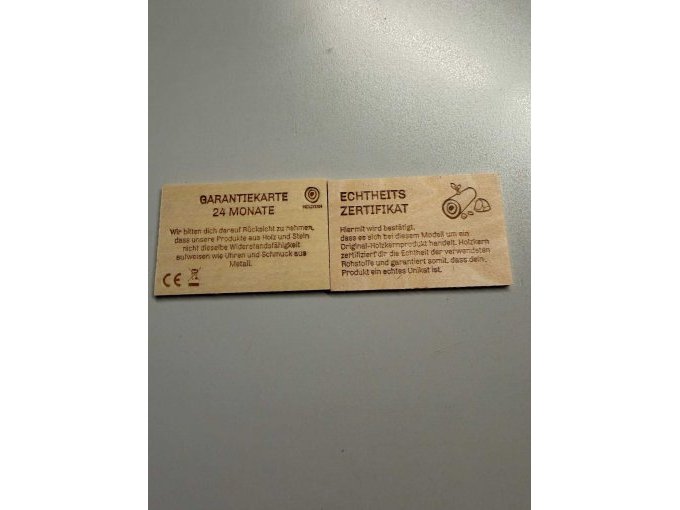 GARANTIEKARTE
24 MONATE
HOLZKERN
Wir bitten dich darauf Rücksicht zu nehmen,
dass unsere Produkte aus Holz und Stein
nicht dieselbe Widerstandsfähigkeit
aufweisen wie Uhren und Schmuck aus
Metall.
CE
ECHTHEITS
ZERTIFIKAT
Hiermit wird bestätigt,
dass es sich bei diesem Modell um ein
Original-Holzkernprodukt handelt. Holzkern
zertifiziert dir die Echtheit der verwendeten
Rohstoffe und garantiert somit, dass dein
Produkt ein echtes Unikat ist.